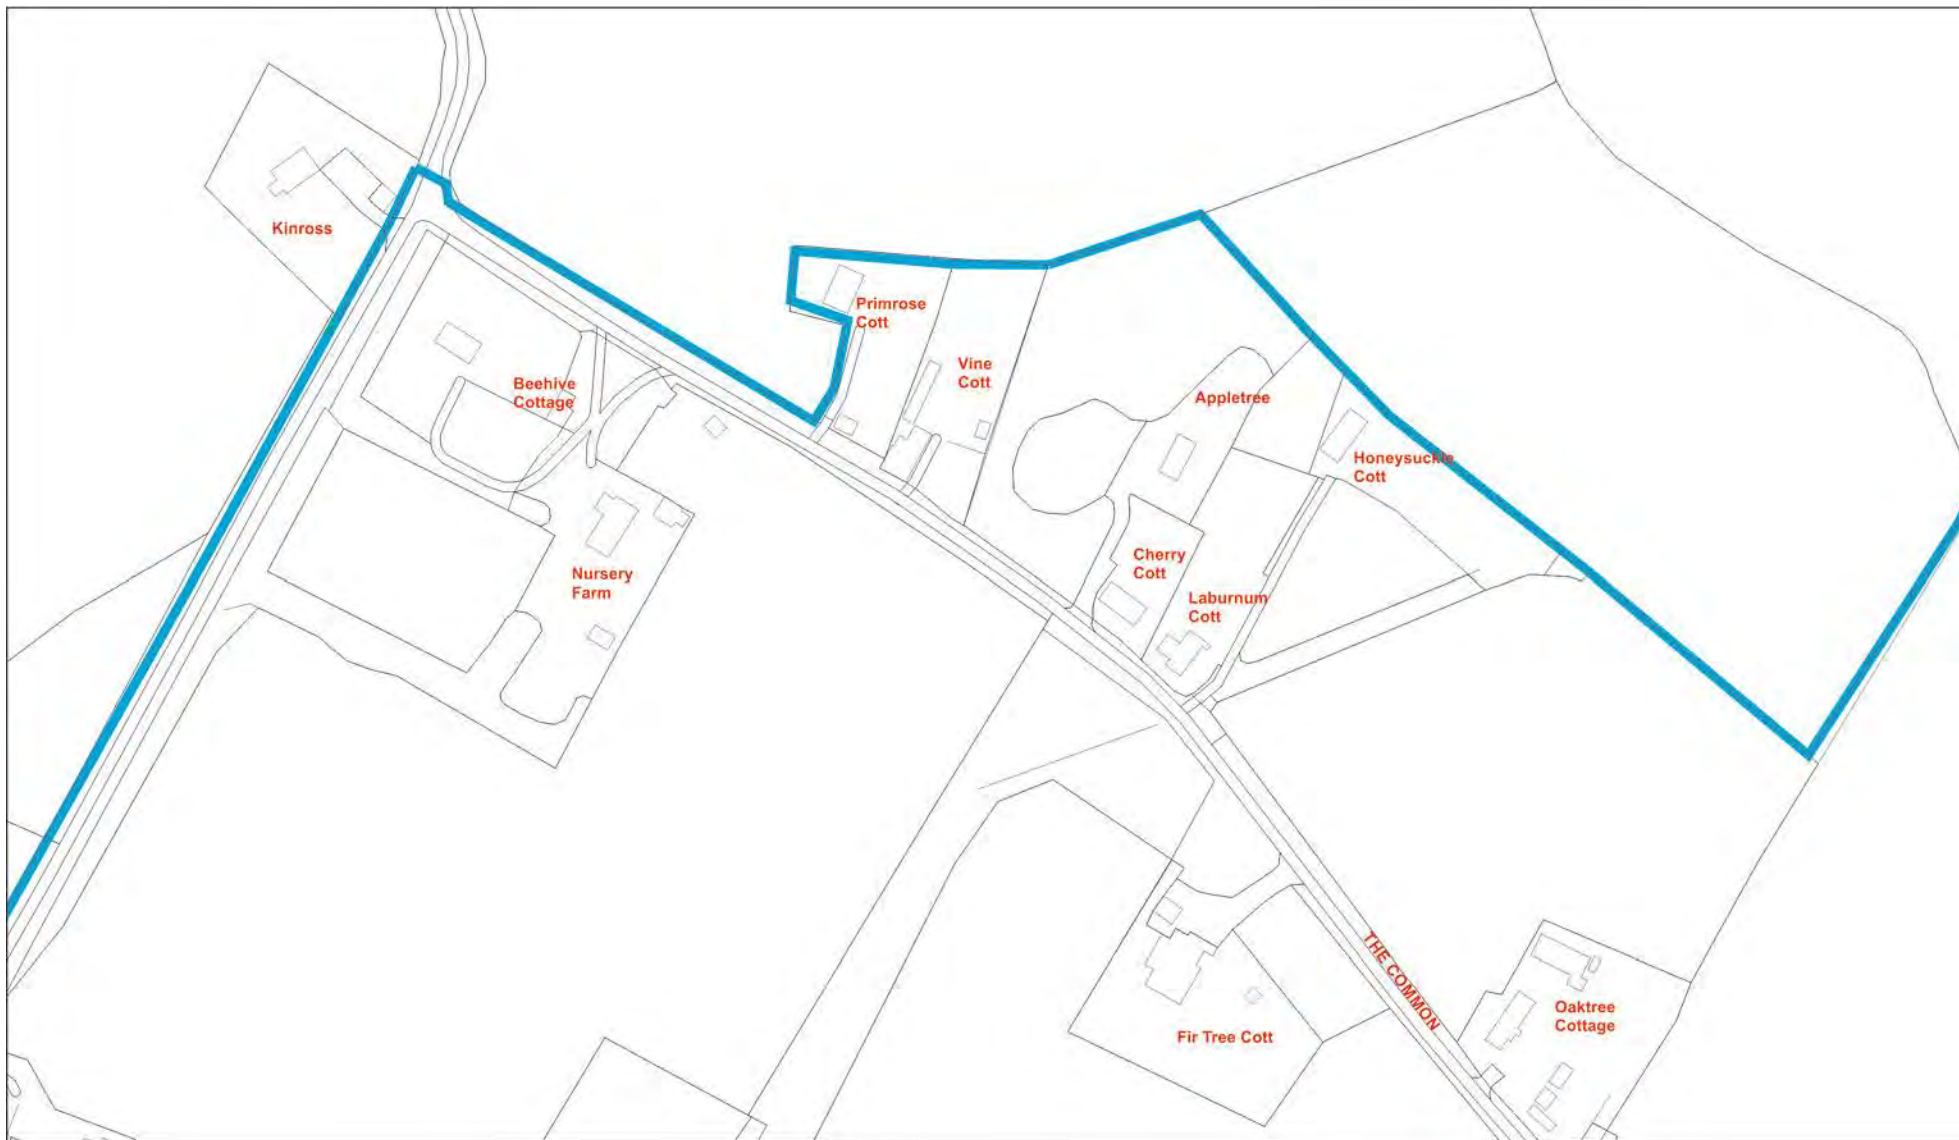 Kinross
Primrose
Cott
Vine
Cott
Beehive
Cottage
Appletree
Honeysuckle
Cott
Nursery
Farm
Cherry
Cott
Laburnum
Cott
THE COMMON
Oaktree
Cottage
Fir Tree Cott